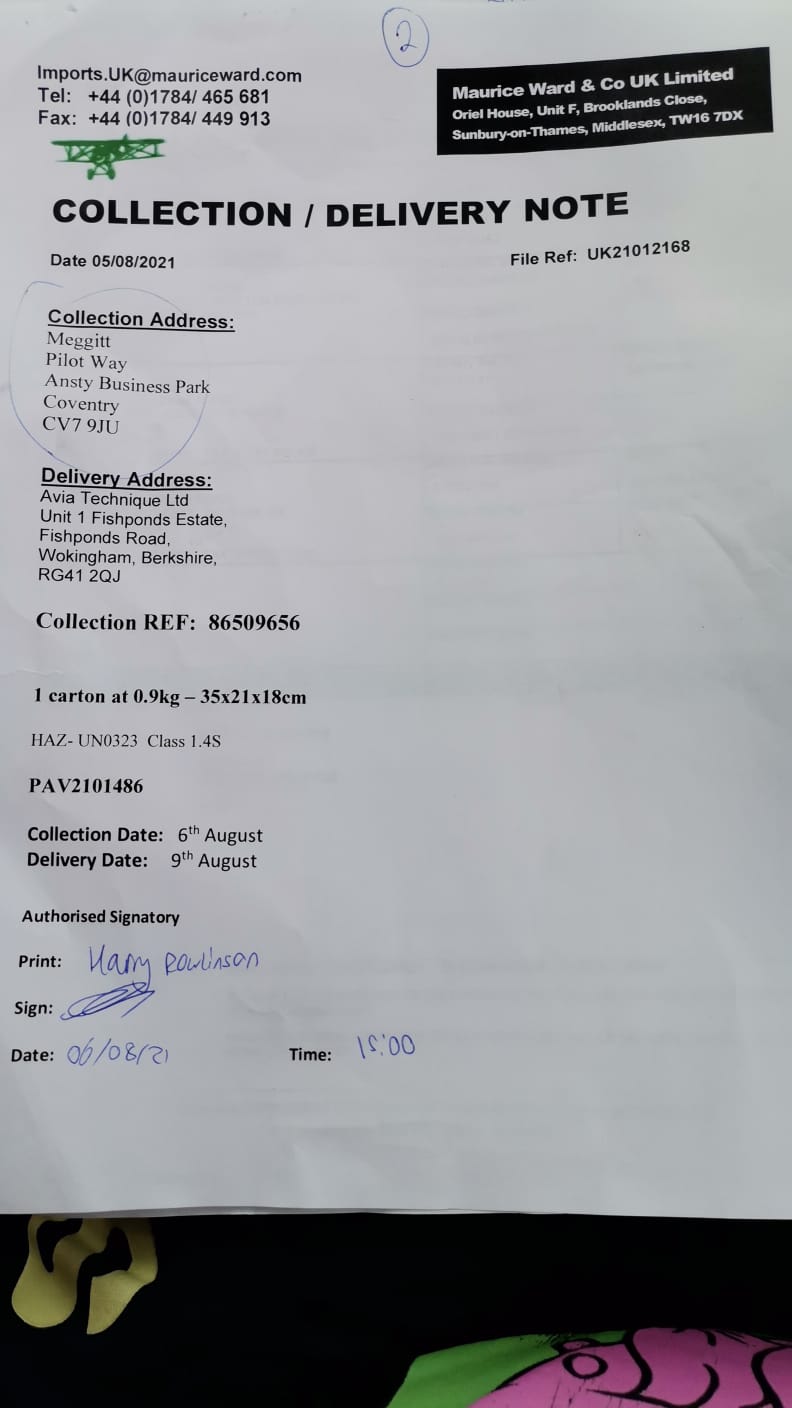 2
Imports.UK@mauriceward.com
Tel: +44 (0)1784/ 465 681
Fax: +44 (0)1784/ 449 913
Maurice Ward & Co UK Limited
Oriel House, Unit F, Brooklands Close,
Sunbury-on-Thames, Middlesex, TW16 7DX
COLLECTION / DELIVERY NOTE
Date 05/08/2021
File Ref: UK21012168
Collection Address:
Meggitt
Pilot Way
Ansty Business Park
Coventry
CV7 9JU
Delivery Address:
Avia Technique Ltd
Unit 1 Fishponds Estate,
Fishponds Road,
Wokingham, Berkshire,
RG41 2QJ
Collection REF: 86509656
1 carton at 0.9kg – 35x21x18cm
HAZ- UN0323 Class 1.4S
PAV2101486
Collection Date: 6th August
Delivery Date: 9th August
Authorised Signatory
Print: Harry Rowlinson
Sign:
Date: 06/08/21 Time: 15:00